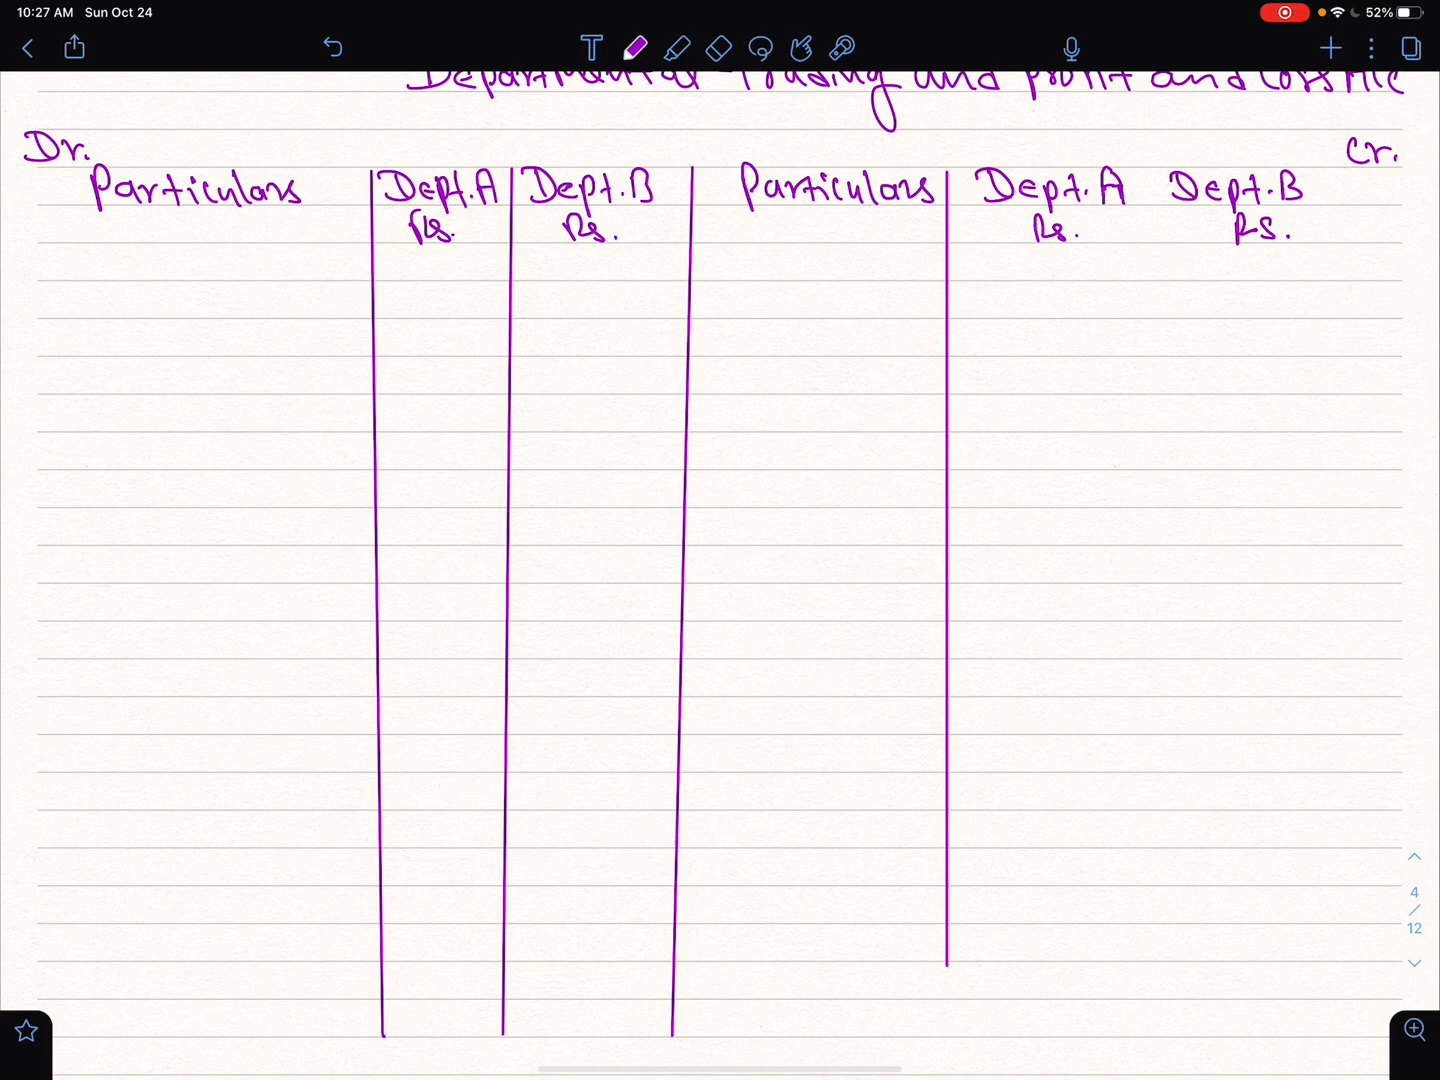 10:27 AM Sun Oct 24
52%
T
Departmental Trading and profit and Loss A/C
Dr.
Cr.
Particulars Dept.A Dept.B Particulars Dept.A Dept.B
Rs. Rs. Rs. Rs.
4
/
12